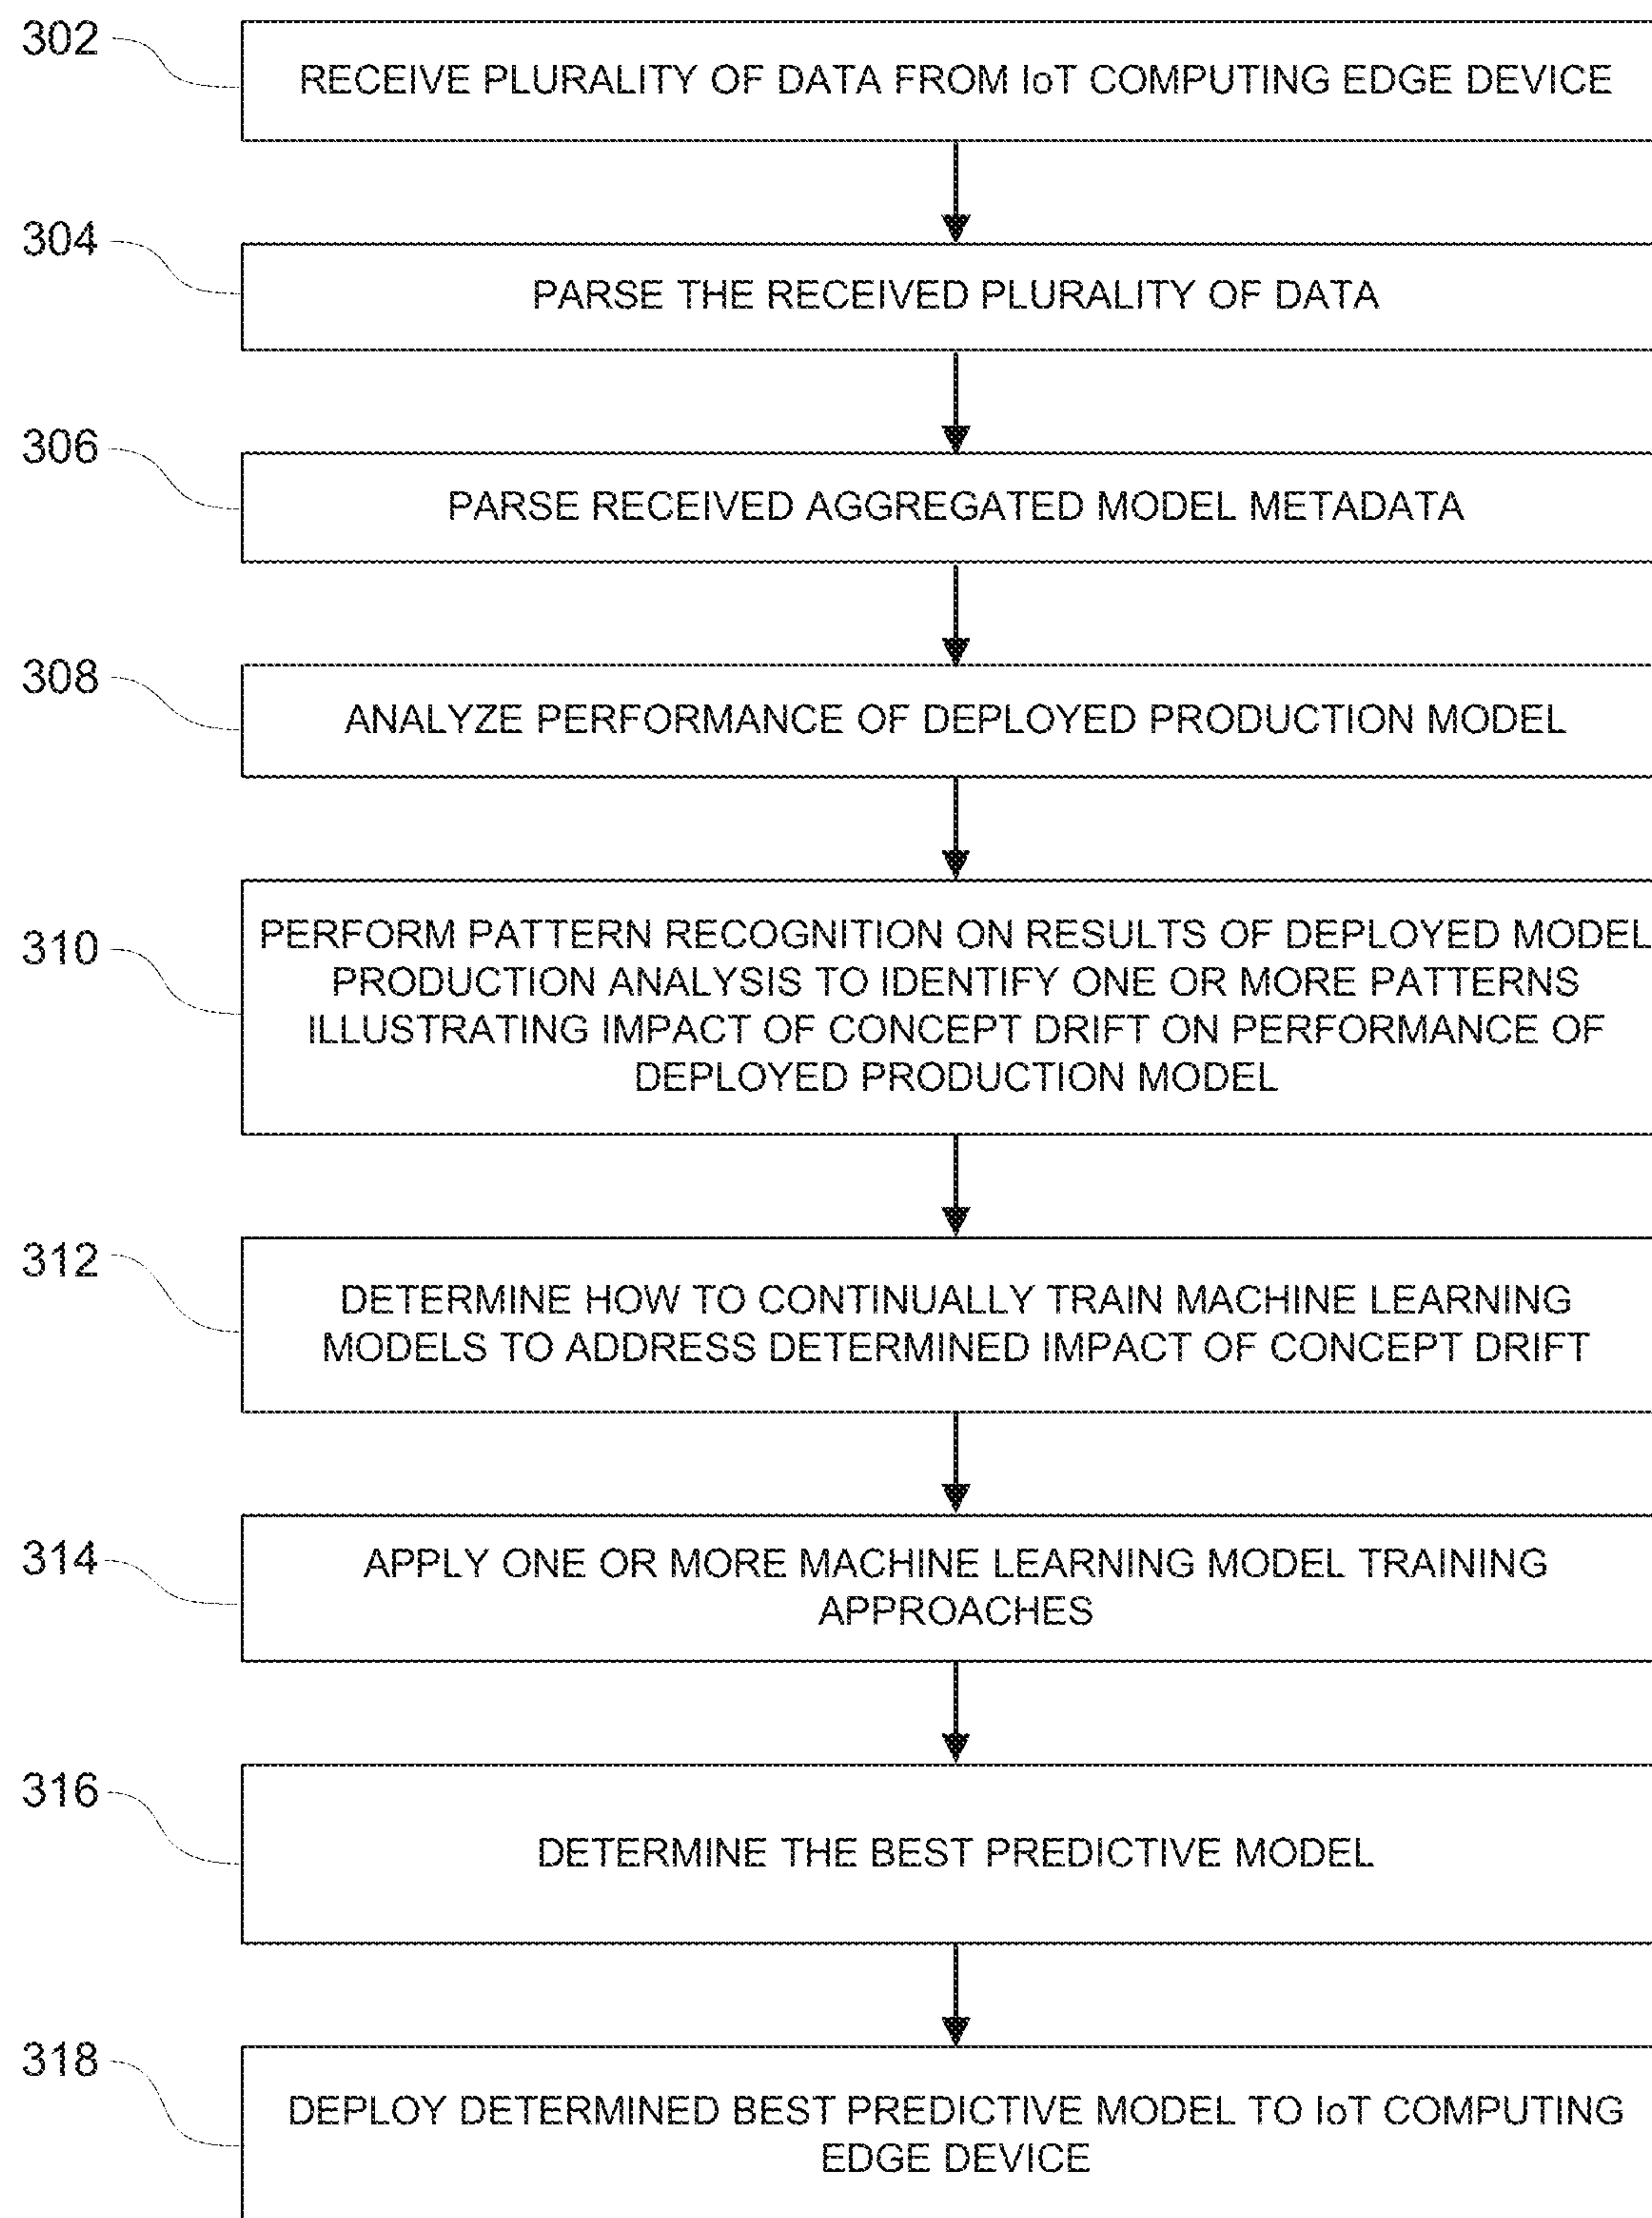 302
RECEIVE PLURALITY OF DATA FROM IoT COMPUTING EDGE DEVICE
304
PARSE THE RECEIVED PLURALITY OF DATA
306
PARSE RECEIVED AGGREGATED MODEL METADATA
308
ANALYZE PERFORMANCE OF DEPLOYED PRODUCTION MODEL
310
PERFORM PATTERN RECOGNITION ON RESULTS OF DEPLOYED MODEL
PRODUCTION ANALYSIS TO IDENTIFY ONE OR MORE PATTERNS
ILLUSTRATING IMPACT OF CONCEPT DRIFT ON PERFORMANCE OF
DEPLOYED PRODUCTION MODEL
312
DETERMINE HOW TO CONTINUALLY TRAIN MACHINE LEARNING
MODELS TO ADDRESS DETERMINED IMPACT OF CONCEPT DRIFT
314
APPLY ONE OR MORE MACHINE LEARNING MODEL TRAINING
APPROACHES
316
DETERMINE THE BEST PREDICTIVE MODEL
318
DEPLOY DETERMINED BEST PREDICTIVE MODEL TO IoT COMPUTING
EDGE DEVICE